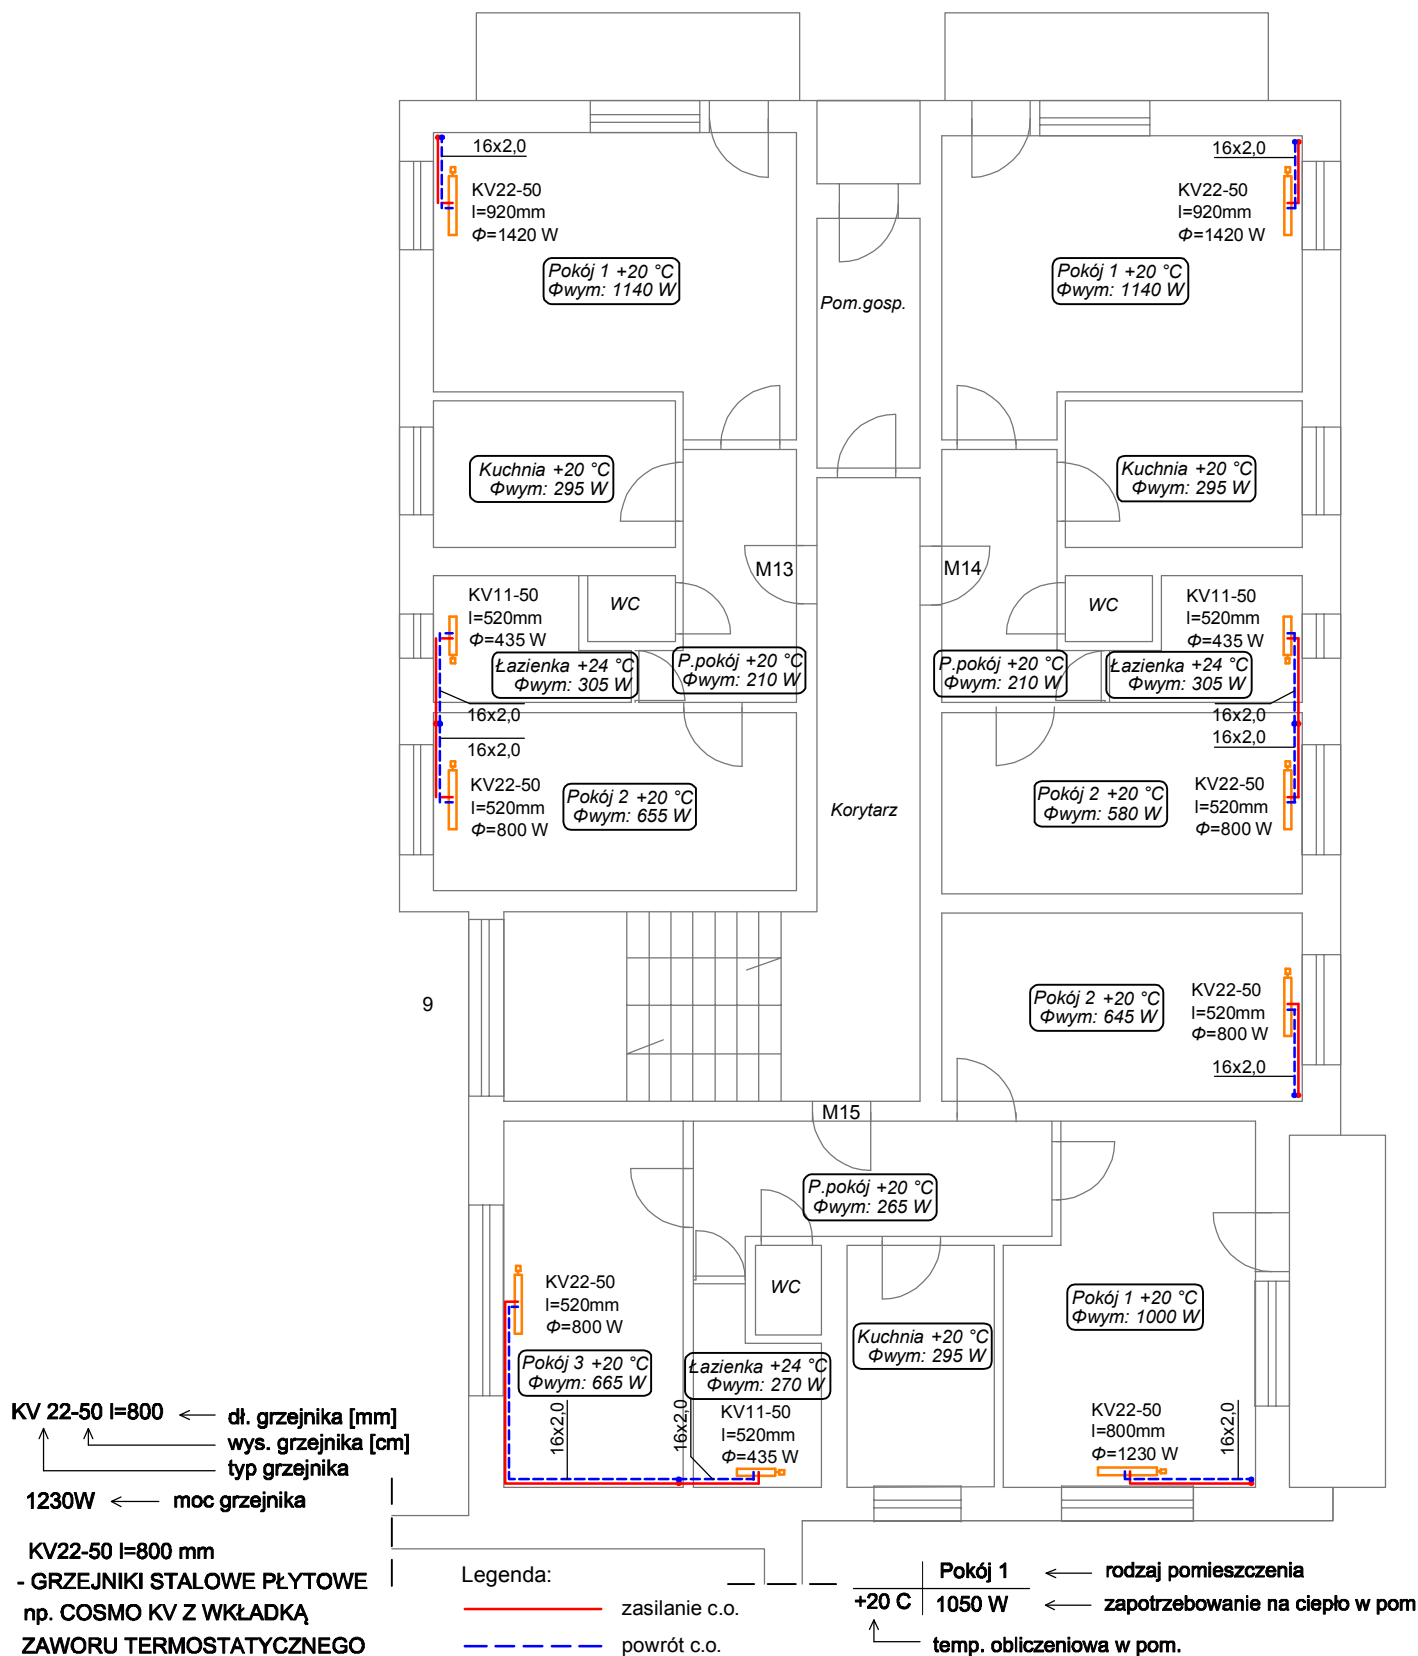 16x2,0
KV22-50
l=920mm
Φ=1420 W
Pokój 1 +20 °C
Φwym: 1140 W
16x2,0
KV22-50
l=920mm
Φ=1420 W
Pokój 1 +20 °C
Φwym: 1140 W
Pom.gosp.
Kuchnia +20 °C
Φwym: 295 W
Kuchnia +20 °C
Φwym: 295 W
M13
M14
KV11-50
l=520mm
Φ=435 W
WC
Łazienka +24 °C
Φwym: 305 W
P.pokój +20 °C
Φwym: 210 W
WC
KV11-50
l=520mm
Φ=435 W
P.pokój +20 °C
Φwym: 210 W
Łazienka +24 °C
Φwym: 305 W
16x2,0
16x2,0
16x2,0
16x2,0
KV22-50
l=520mm
Φ=800 W
Pokój 2 +20 °C
Φwym: 655 W
Korytarz
Pokój 2 +20 °C
Φwym: 580 W
KV22-50
l=520mm
Φ=800 W
9
Pokój 2 +20 °C
Φwym: 645 W
KV22-50
l=520mm
Φ=800 W
16x2,0
M15
P.pokój +20 °C
Φwym: 265 W
KV22-50
l=520mm
Φ=800 W
WC
Pokój 3 +20 °C
Φwym: 665 W
Łazienka +24 °C
Φwym: 270 W
Kuchnia +20 °C
Φwym: 295 W
Pokój 1 +20 °C
Φwym: 1000 W
16x2,0
16x2,0
KV11-50
l=520mm
Φ=435 W
KV22-50
l=800mm
Φ=1230 W
16x2,0
KV 22-50 l=800
dł. grzejnika [mm]
wys. grzejnika [cm]
typ grzejnika
1230W
moc grzejnika
KV22-50 l=800 mm
- GRZEJNIKI STALOWE PŁYTOWE
np. COSMO KV Z WKŁADKĄ
ZAWORU TERMOSTATYCZNEGO
Legenda:
zasilanie c.o.
powrót c.o.
Pokój 1
rodzaj pomieszczenia
+20 C
1050 W
zapotrzebowanie na ciepło w pom
temp. obliczeniowa w pom.